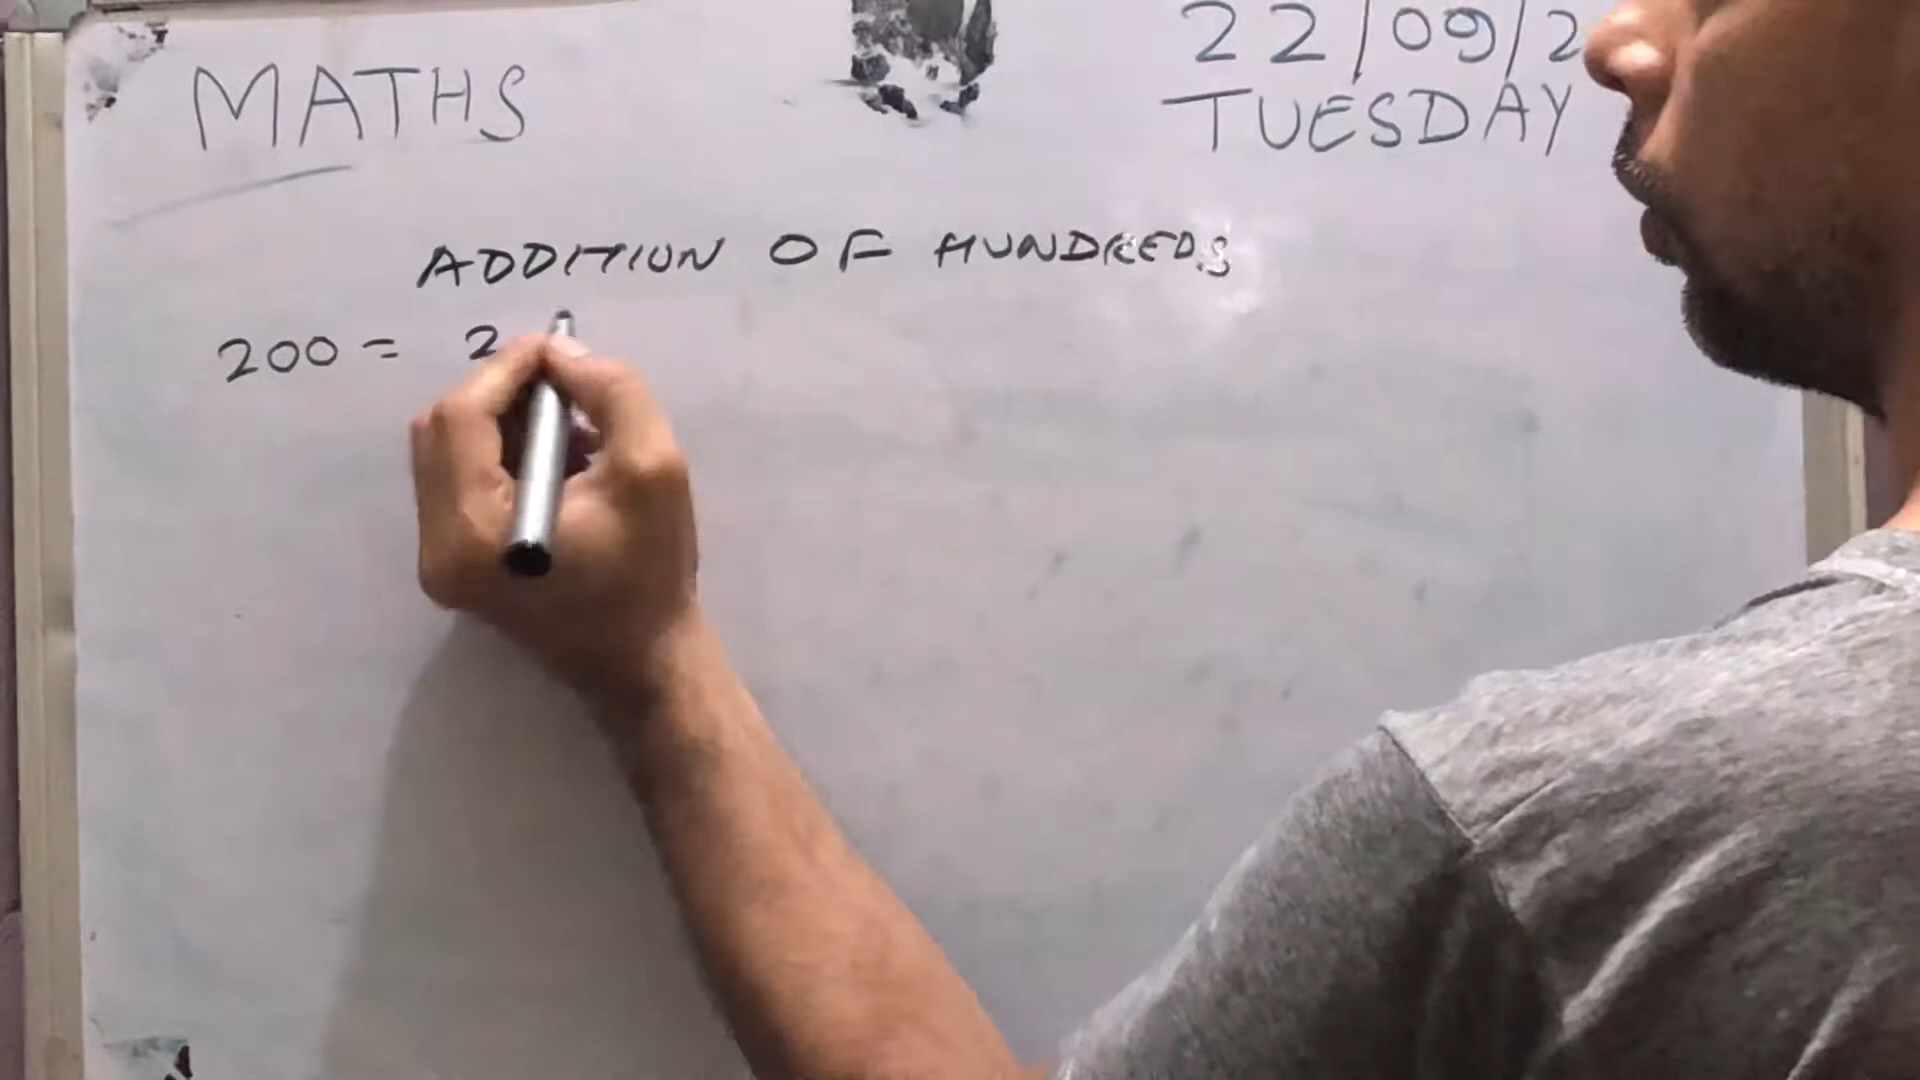 MATHS
22/09/2
TUESDAY
ADDITION OF HUNDREDS
200 = 2